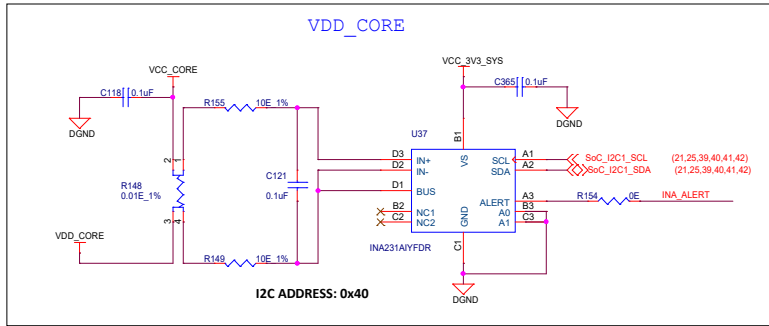 VDD_CORE
VCC_CORE
VCC_3V3_SYS
C118 0.1uF
C365 0.1uF
DGND
DGND
R155 10E_1%
U37
B1
D3 IN+ VS SCL A1 SoC_I2C1_SCL (21,25,39,40,41,42)
D2 IN- SDA A2 SoC_I2C1_SDA (21,25,39,40,41,42)
2 1
C121
0.1uF
D1 BUS
R148
0.01E_1%
ALERT A3 R154 0E INA_ALERT
B2 NC1 A0 B3
C2 NC2 GND A1 C3
3 4
VDD_CORE
C1
INA231AIYFDR
R149 10E_1%
I2C ADDRESS: 0x40
DGND